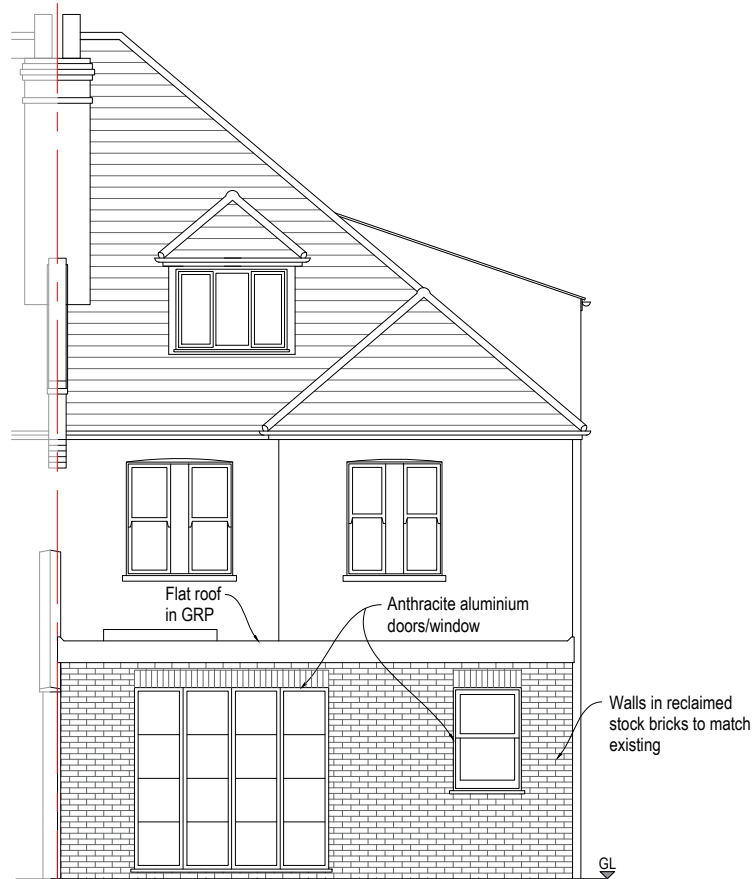 Flat roof
in GRP
Anthracite aluminium
doors/window
Walls in reclaimed
stock bricks to match
existing
GL